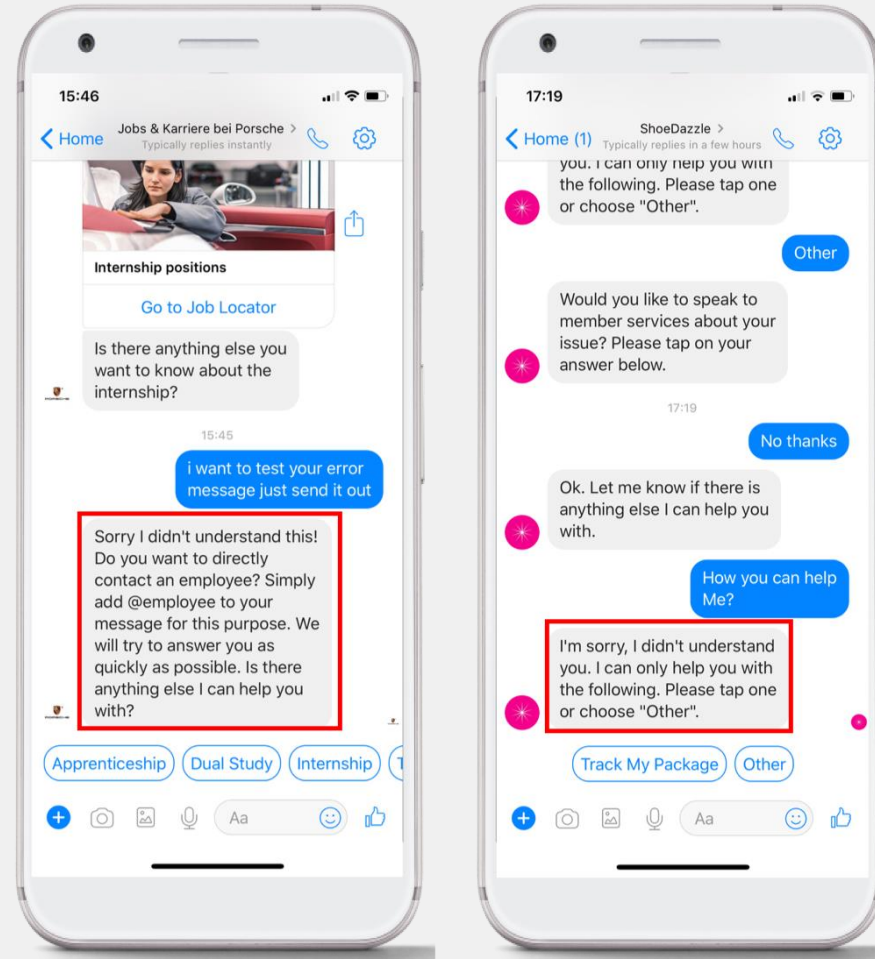 15:46
Home
Jobs & Karriere bei Porsche >
Typically replies instantly
Internship positions
Go to Job Locator
Is there anything else you
want to know about the
internship?
15:45
i want to test your error
message just send it out
Sorry I didn't understand this!
Do you want to directly
contact an employee? Simply
add @employee to your
message for this purpose. We
will try to answer you as
quickly as possible. Is there
anything else I can help you
with?
Apprenticeship
Dual Study
Internship
Aa
17:19
Home (1)
ShoeDazzle >
Typically replies in a few hours
you. I can only help you with
the following. Please tap one
or choose "Other".
Other
Would you like to speak to
member services about your
issue? Please tap on your
answer below.
17:19
No thanks
Ok. Let me know if there is
anything else I can help you
with.
How you can help
Me?
I'm sorry, I didn't understand
you. I can only help you with
the following. Please tap one
or choose "Other".
Track My Package
Other
Aa